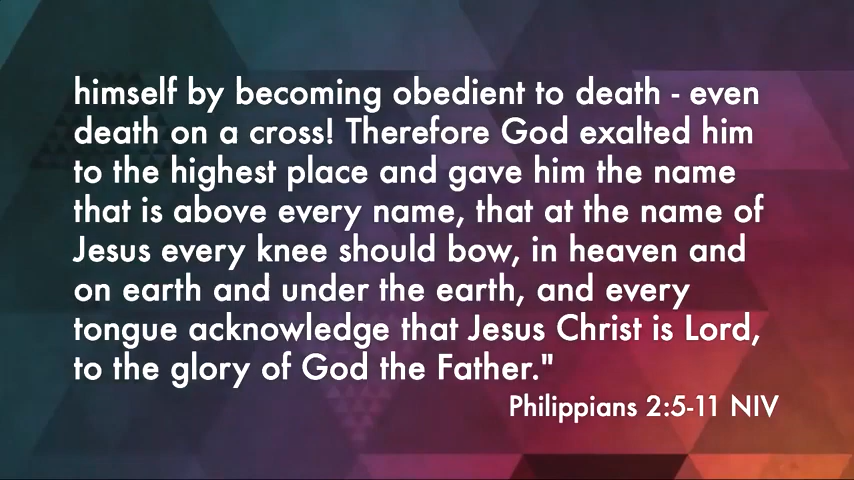 himself by becoming obedient to death - even
death on a cross! Therefore God exalted him
to the highest place and gave him the name
that is above every name, that at the name of
Jesus every knee should bow, in heaven and
on earth and under the earth, and every
tongue acknowledge that Jesus Christ is Lord,
to the glory of God the Father."
Philippians 2:5-11 NIV